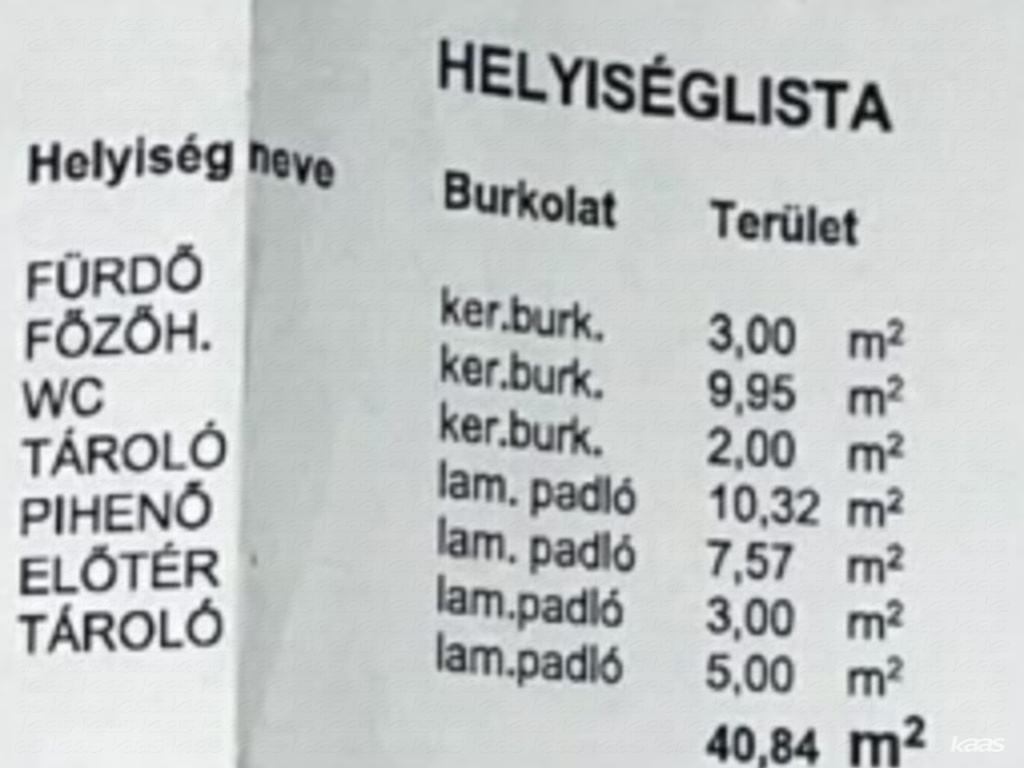 HELYISÉGLISTA
Helyiség neve Burkolat Terület
FÜRDŐ ker.burk. 3,00 m²
FŐZŐH. ker.burk. 9,95 m²
WC ker.burk. 2,00 m²
TÁROLÓ lam. padló 10,32 m²
PIHENŐ lam. padló 7,57 m²
ELŐTÉR lam.padló 3,00 m²
TÁROLÓ lam.padló 5,00 m²
40,84 m²
kaas